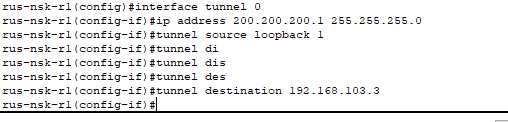 rus-nsk-r1(config)#interface tunnel 0
rus-nsk-r1(config-if)#ip address 200.200.200.1 255.255.255.0
rus-nsk-r1(config-if)#tunnel source loopback 1
rus-nsk-r1(config-if)#tunnel di
rus-nsk-r1(config-if)#tunnel dis
rus-nsk-r1(config-if)#tunnel des
rus-nsk-r1(config-if)#tunnel destination 192.168.103.3
rus-nsk-r1(config-if)#